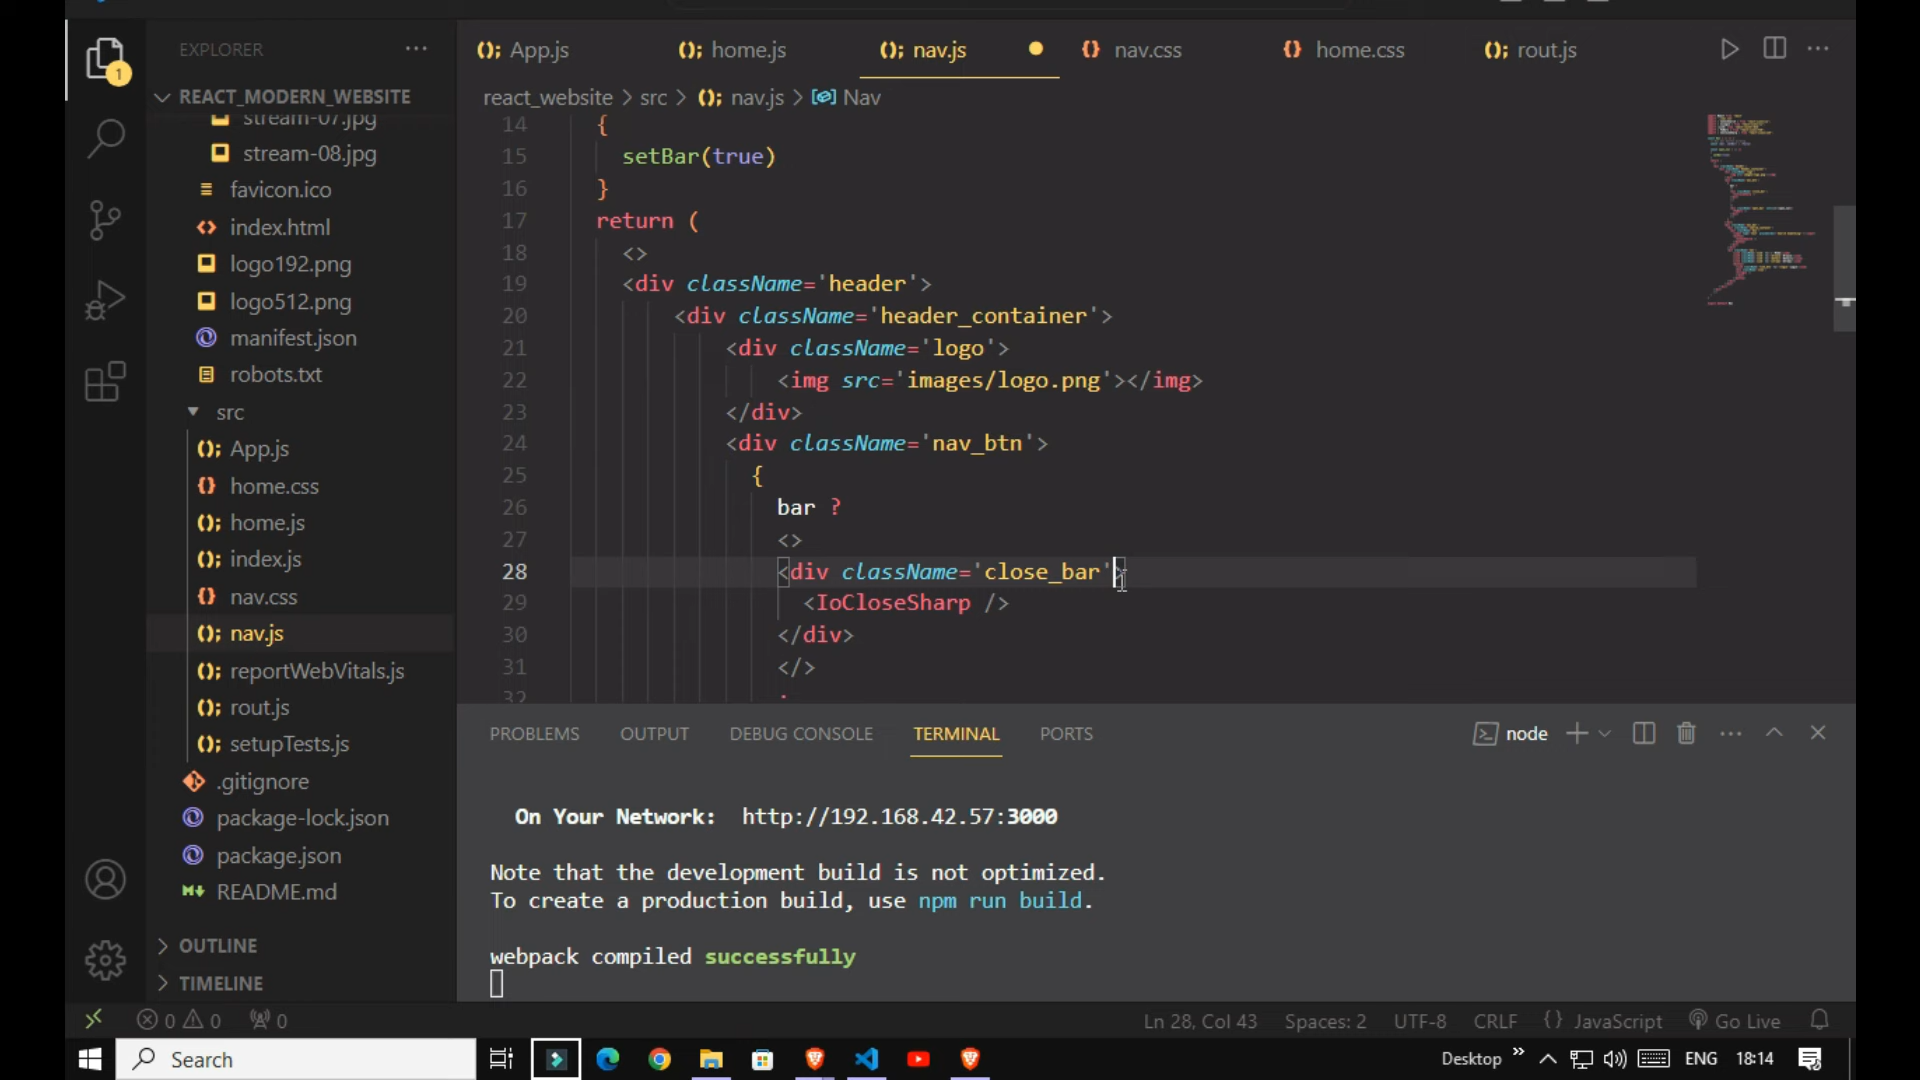 EXPLORER
REACT_MODERN_WEBSITE
stream-07.jpg
stream-08.jpg
favicon.ico
index.html
logo192.png
logo512.png
manifest.json
robots.txt
src
App.js
home.css
home.js
index.js
nav.css
nav.js
reportWebVitals.js
rout.js
setupTests.js
.gitignore
package-lock.json
package.json
README.md
OUTLINE
TIMELINE
1
App.js
home.js
nav.js
nav.css
home.css
rout.js
react_website > src > nav.js > Nav
14 {
15 setBar(true)
16 }
17 return (
18 <>
19 <div className='header'>
20 <div className='header_container'>
21 <div className='logo'>
22 <img src='images/logo.png'></img>
23 </div>
24 <div className='nav_btn'>
25 {
26 bar ?
27 <>
28 <div className='close_bar'>
29 <IoCloseSharp />
30 </div>
31 </>
32 :
PROBLEMS OUTPUT DEBUG CONSOLE TERMINAL PORTS
node
On Your Network: http://192.168.42.57:3000
Note that the development build is not optimized.
To create a production build, use npm run build.
webpack compiled successfully
0 0 0
Ln 28, Col 43 Spaces: 2 UTF-8 CRLF {} JavaScript Go Live
Search
Desktop ENG 18:14